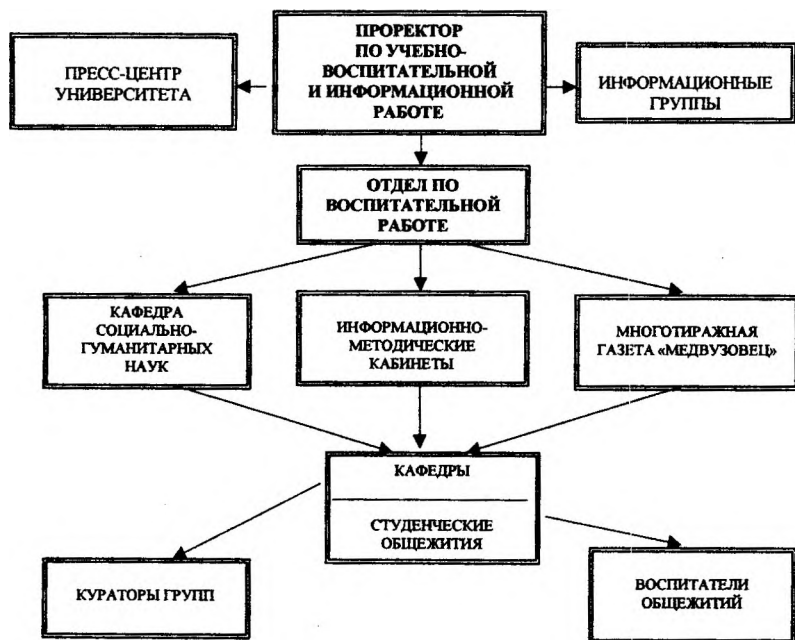 ПРОРЕКТОР
ПО УЧЕБНО-
ВОСПИТАТЕЛЬНОЙ
И ИНФОРМАЦИОННОЙ
РАБОТЕ
ПРЕСС-ЦЕНТР
УНИВЕРСИТЕТА
ИНФОРМАЦИОННЫЕ
ГРУППЫ
ОТДЕЛ ПО
ВОСПИТАТЕЛЬНОЙ
РАБОТЕ
КАФЕДРА
СОЦИАЛЬНО-
ГУМАНИТАРНЫХ
НАУК
ИНФОРМАЦИОННО-
МЕТОДИЧЕСКИЕ
КАБИНЕТЫ
МНОГОТИРАЖНАЯ
ГАЗЕТА «МЕДВУЗОВЕЦ»
КАФЕДРЫ
СТУДЕНЧЕСКИЕ
ОБЩЕЖИТИЯ
КУРАТОРЫ ГРУПП
ВОСПИТАТЕЛИ
ОБЩЕЖИТИЙ